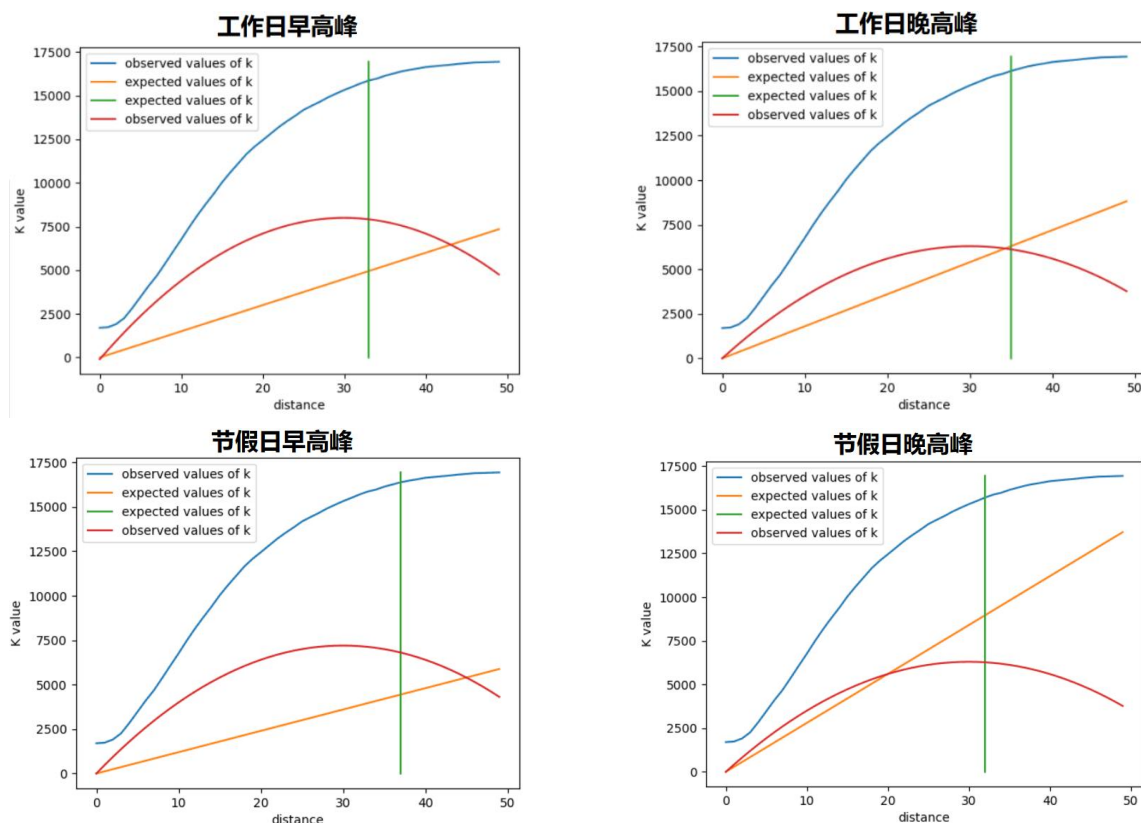 工作日早高峰
17500
15000
12500
10000
7500
5000
2500
0
K value
observed values of k
expected values of k
expected values of k
observed values of k
0 10 20 30 40 50
distance
工作日晚高峰
17500
15000
12500
10000
7500
5000
2500
0
K value
observed values of k
expected values of k
expected values of k
observed values of k
0 10 20 30 40 50
distance
节假日早高峰
17500
15000
12500
10000
7500
5000
2500
0
K value
observed values of k
expected values of k
expected values of k
observed values of k
0 10 20 30 40 50
distance
节假日晚高峰
17500
15000
12500
10000
7500
5000
2500
0
K value
observed values of k
expected values of k
expected values of k
observed values of k
0 10 20 30 40 50
distance